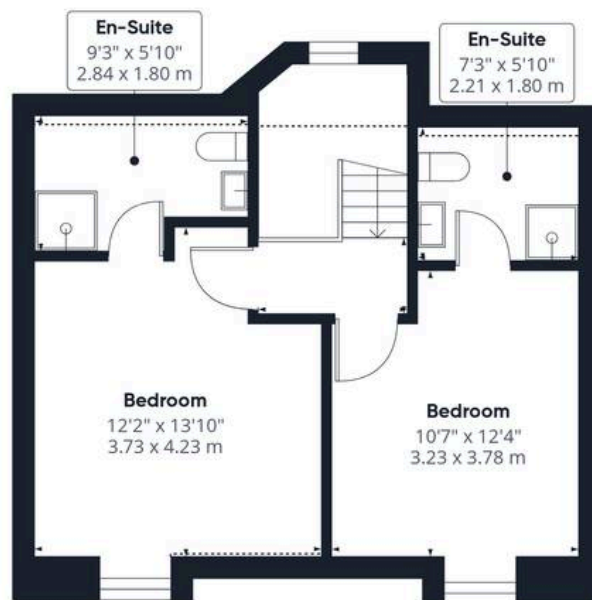 En-Suite
9'3" x 5'10"
2.84 x 1.80 m
En-Suite
7'3" x 5'10"
2.21 x 1.80 m
Bedroom
12'2" x 13'10"
3.73 x 4.23 m
Bedroom
10'7" x 12'4"
3.23 x 3.78 m